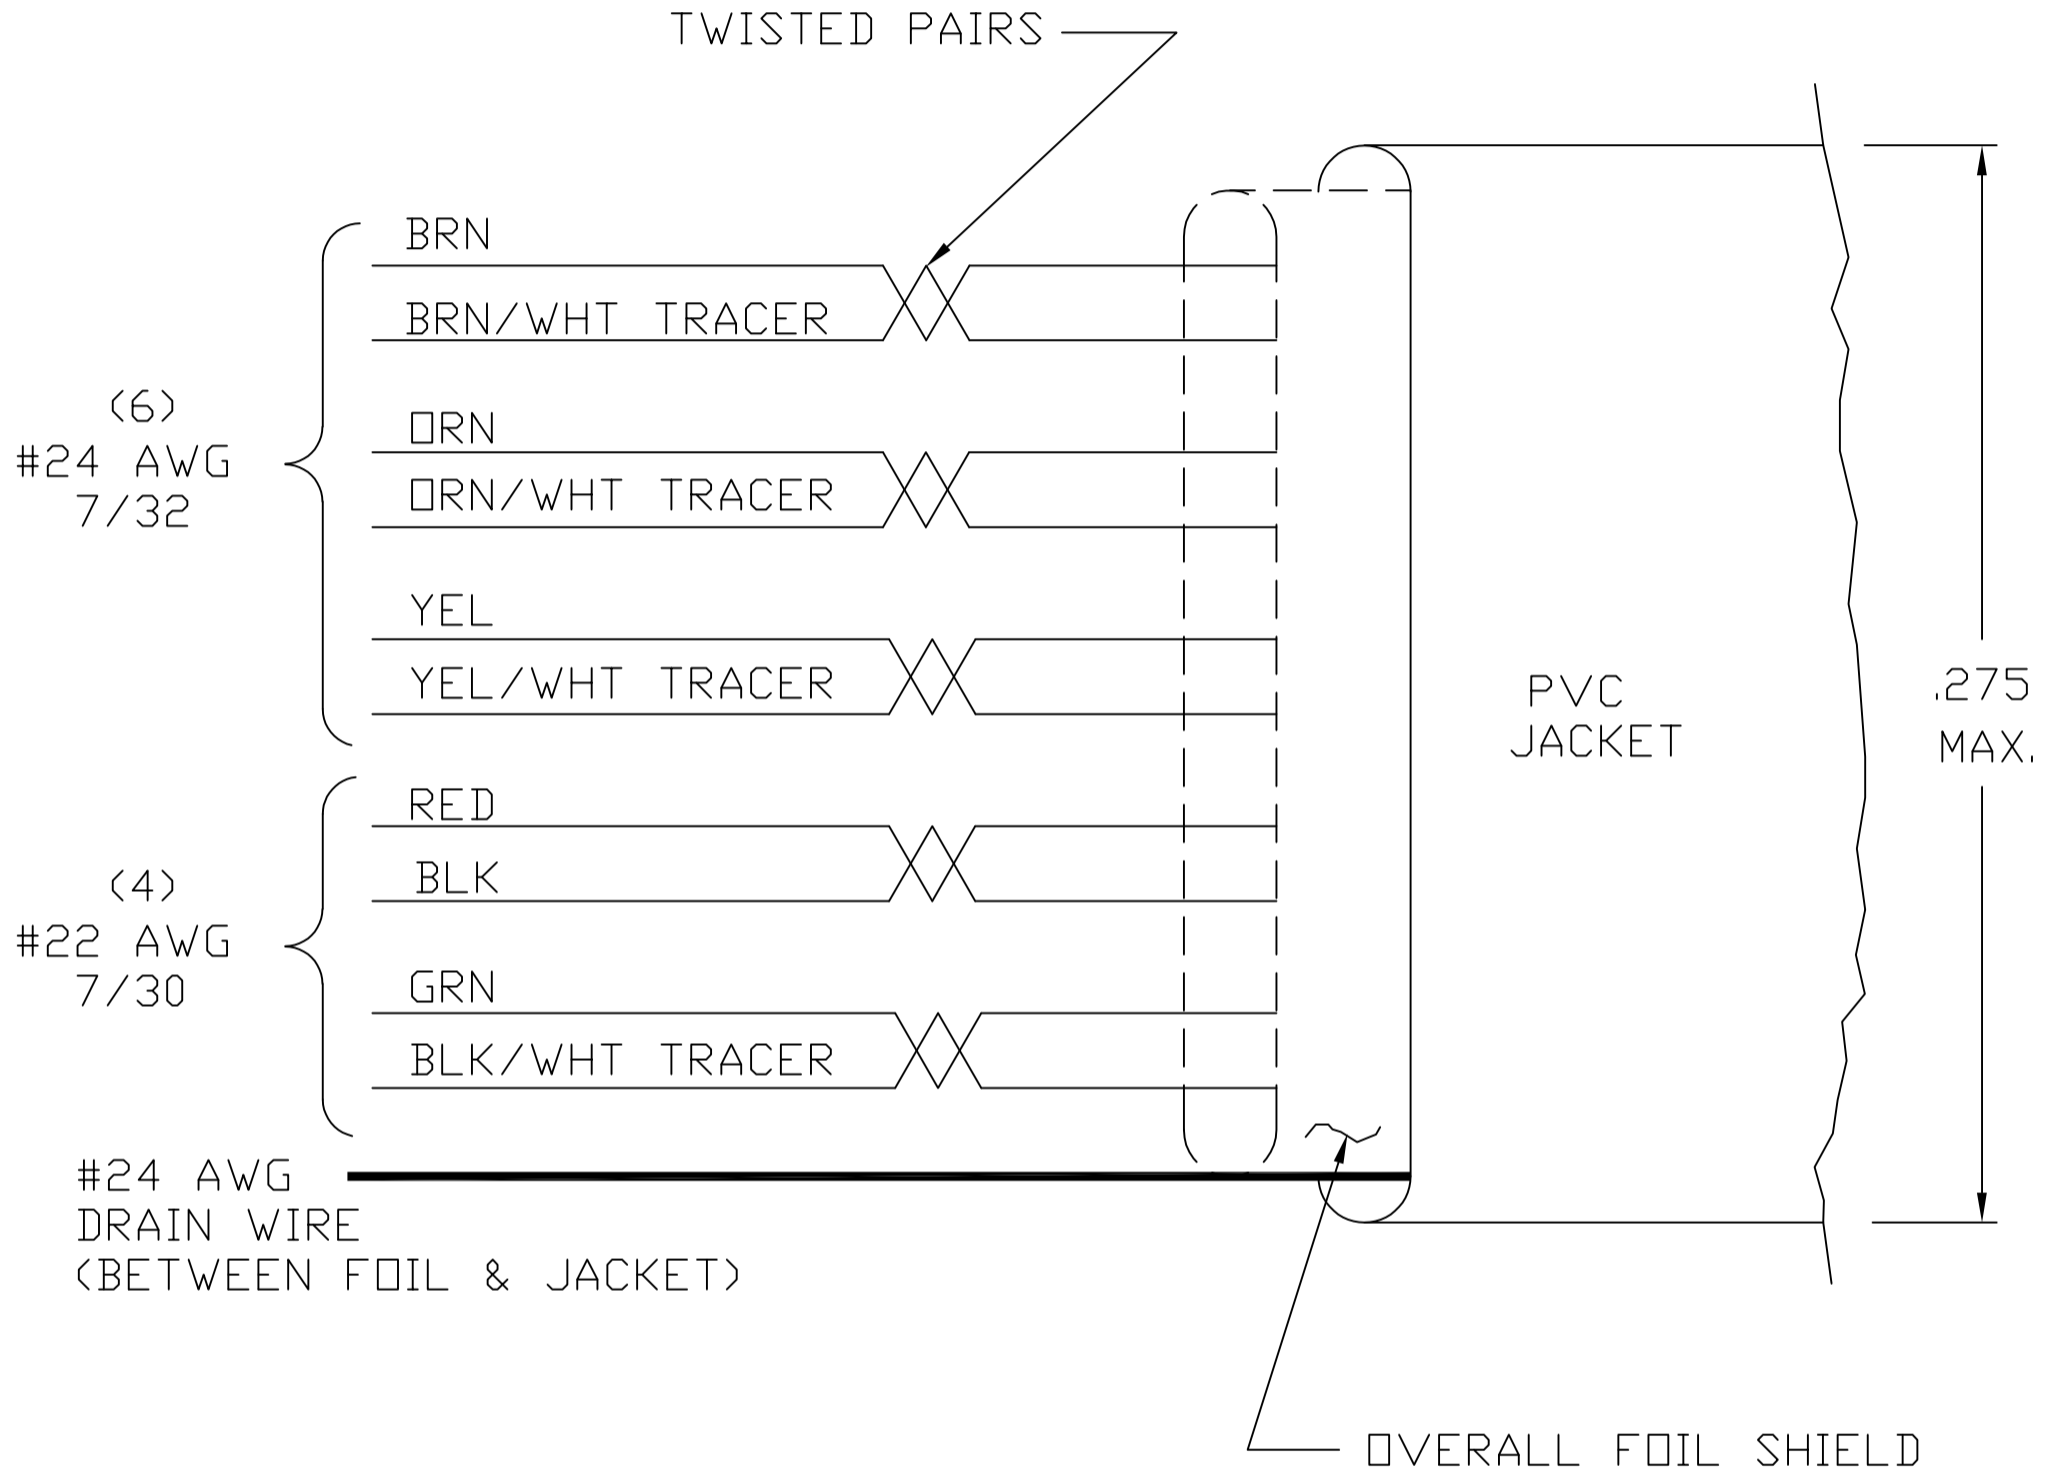 TWISTED PAIRS
BRN
BRN/WHT TRACER
(6)
#24 AWG
7/32
ORN
ORN/WHT TRACER
YEL
YEL/WHT TRACER
PVC
JACKET
.275
MAX.
RED
BLK
(4)
#22 AWG
7/30
GRN
BLK/WHT TRACER
#24 AWG
DRAIN WIRE
(BETWEEN FOIL & JACKET)
OVERALL FOIL SHIELD